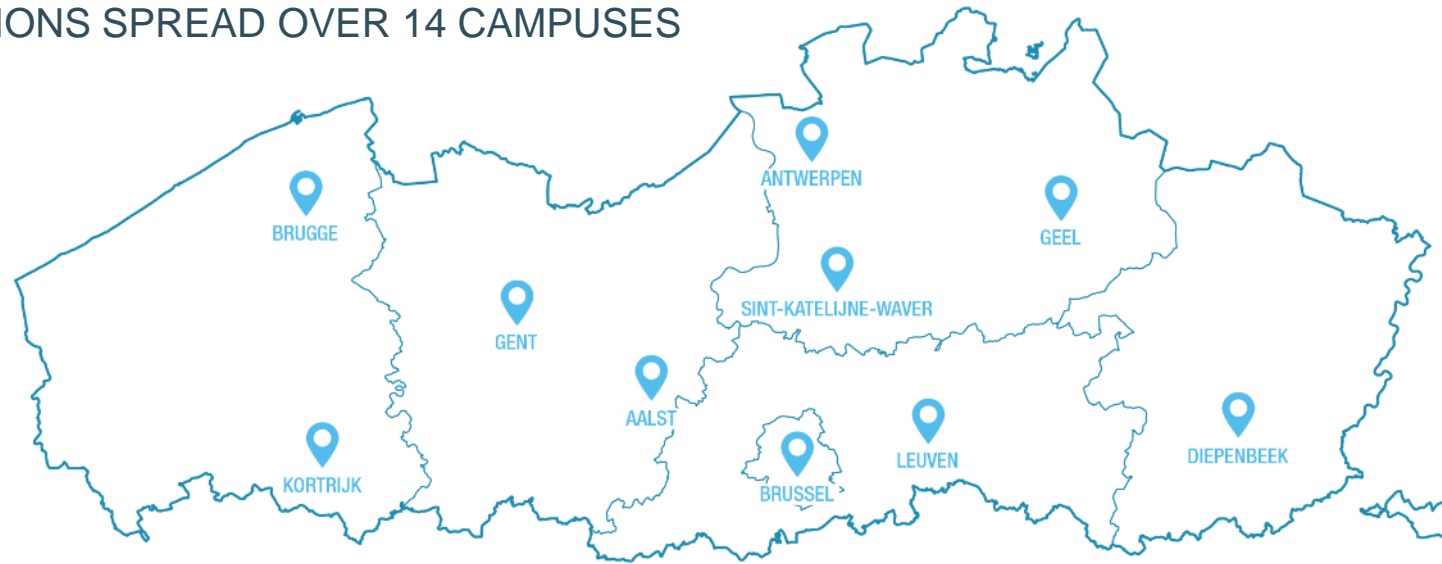 IONS SPREAD OVER 14 CAMPUSES
ANTWERPEN
BRUGGE
GEEL
SINT-KATELIJNE-WAVER
GENT
AALST
LEUVEN
DIEPENBEEK
KORTRIJK
BRUSSEL